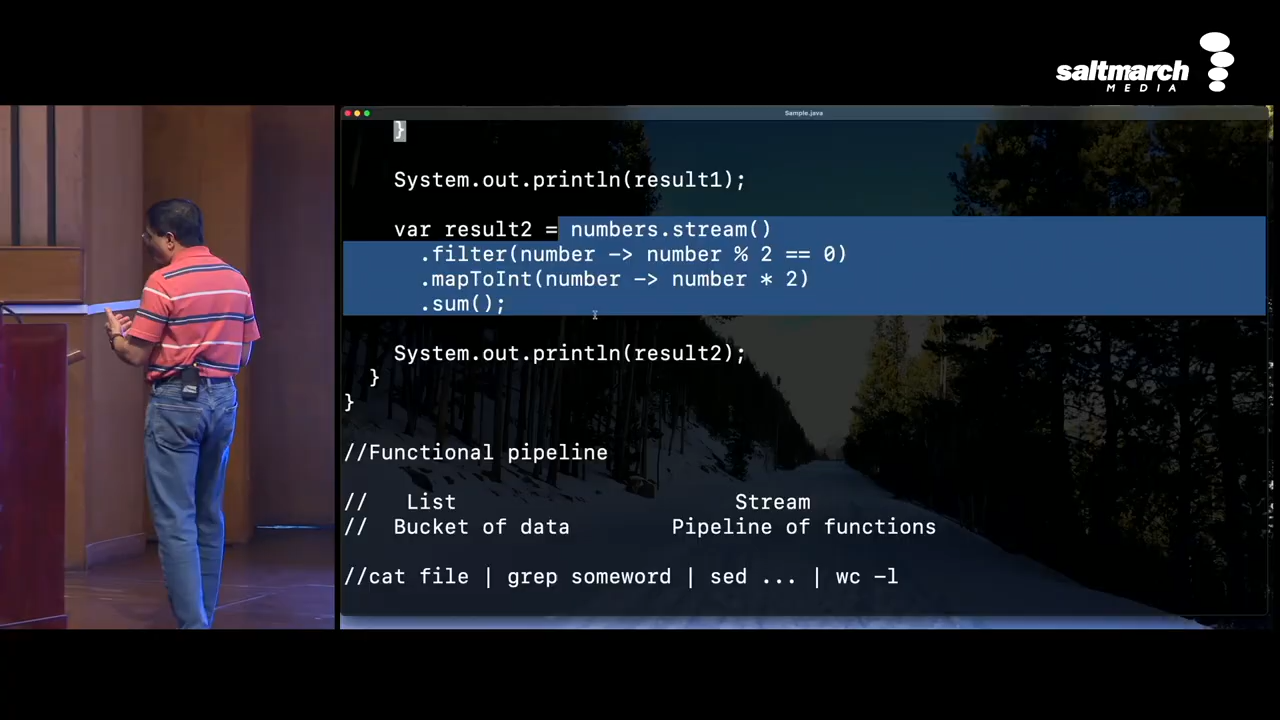 saltmarch
MEDIA
Sample.java
}
System.out.println(result1);
var result2 = numbers.stream()
.filter(number -> number % 2 == 0)
.mapToInt(number -> number * 2)
.sum();
System.out.println(result2);
}
}
//Functional pipeline
// List Stream
// Bucket of data Pipeline of functions
//cat file | grep someword | sed ... | wc -l